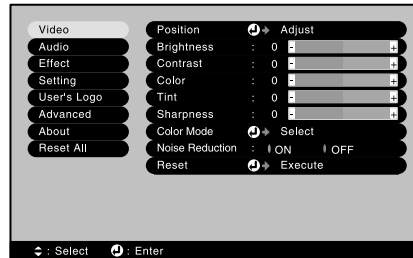 Video
Audio
Effect
Setting
User's Logo
Advanced
About
Reset All
Position Adjust
Brightness : 0 - +
Contrast : 0 - +
Color : 0 - +
Tint : 0 - +
Sharpness : 0 - +
Color Mode Select
Noise Reduction : ON OFF
Reset Execute
: Select : Enter